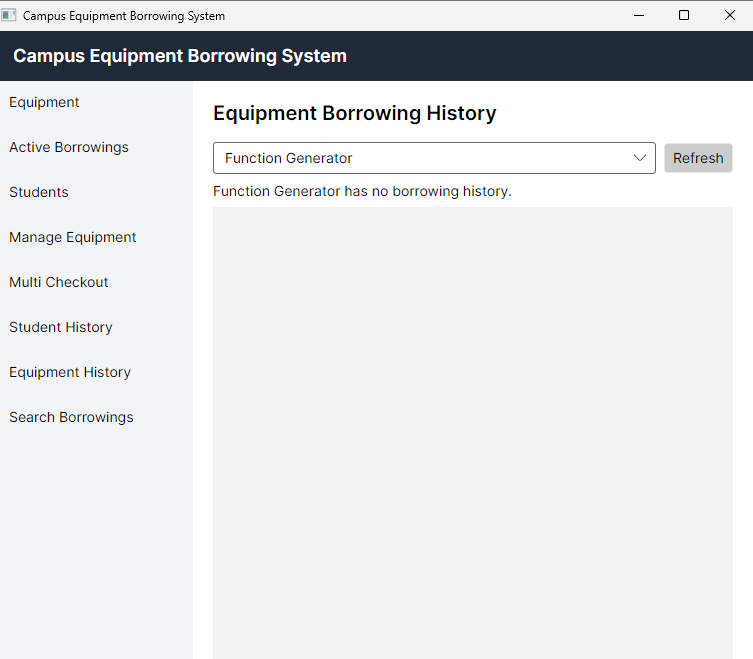 Campus Equipment Borrowing System
Campus Equipment Borrowing System
Equipment
Active Borrowings
Students
Manage Equipment
Multi Checkout
Student History
Equipment History
Search Borrowings
Equipment Borrowing History
Function Generator
Refresh
Function Generator has no borrowing history.